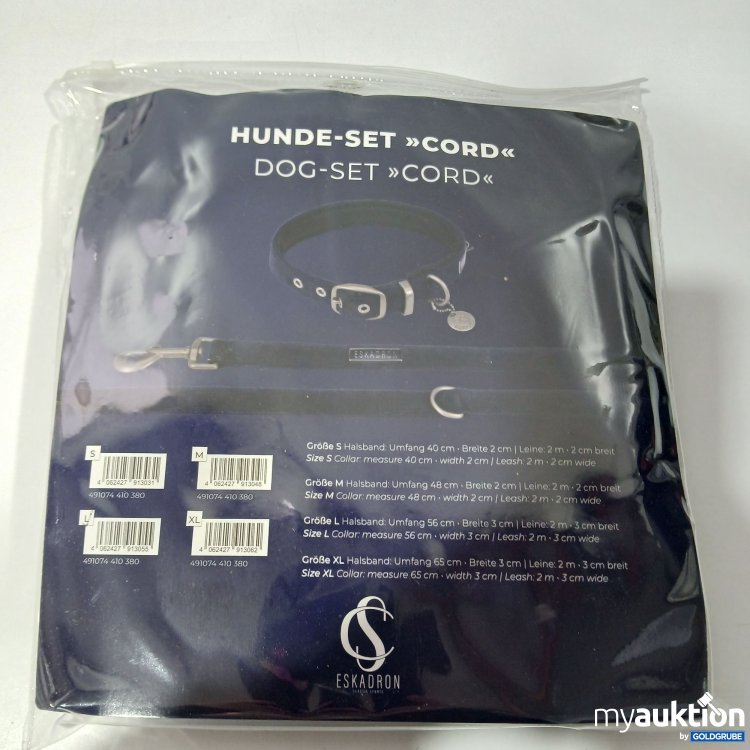 HUNDE-SET »CORD«
DOG-SET »CORD«
ESKADRON
Größe S Halsband: Umfang 40 cm · Breite 2 cm | Leine: 2 m · 2 cm breit
Size S Collar: measure 40 cm · width 2 cm | Leash: 2 m · 2 cm wide
Größe M Halsband: Umfang 48 cm · Breite 2 cm | Leine: 2 m · 2 cm breit
Size M Collar: measure 48 cm · width 2 cm | Leash: 2 m · 2 cm wide
Größe L Halsband: Umfang 56 cm · Breite 3 cm | Leine: 2 m · 3 cm breit
Size L Collar: measure 56 cm · width 3 cm | Leash: 2 m · 3 cm wide
Größe XL Halsband: Umfang 65 cm · Breite 3 cm | Leine: 2 m · 3 cm breit
Size XL Collar: measure 65 cm · width 3 cm | Leash: 2 m · 3 cm wide
S
4 062427 913031
491074 410 380
M
4 062427 913048
491074 410 380
L
4 062427 913055
491074 410 380
XL
4 062427 913062
491074 410 380
ESKADRON
CLASSIC SPORTS
myauktion
by GOLDGRUBE